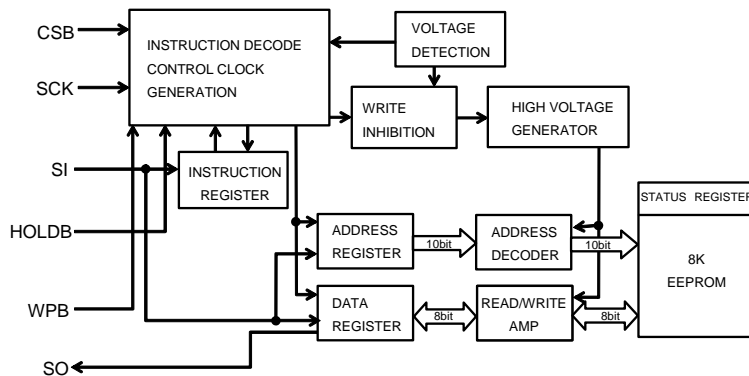 CSB
SCK
SI
HOLDB
WPB
SO
INSTRUCTION DECODE
CONTROL CLOCK
GENERATION
VOLTAGE
DETECTION
WRITE
INHIBITION
HIGH VOLTAGE
GENERATOR
INSTRUCTION
REGISTER
ADDRESS
REGISTER
10bit
ADDRESS
DECODER
10bit
DATA
REGISTER
8bit
READ/WRITE
AMP
8bit
STATUS REGISTER
8K
EEPROM